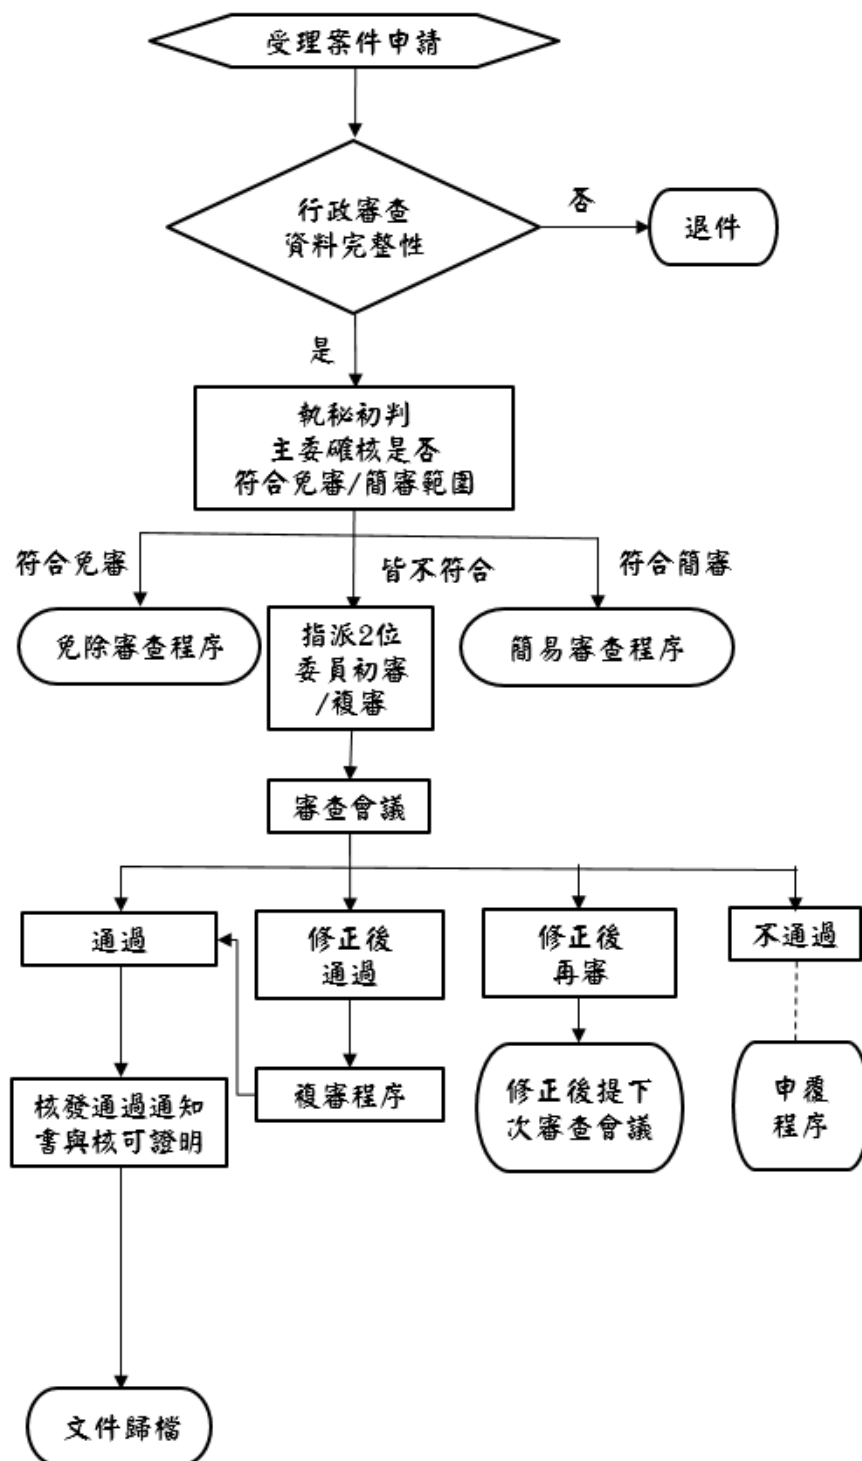 受理案件申請
行政審查
資料完整性
否
退件
是
執秘初判
主委確核是否
符合免審/簡審範圍
符合免審
皆不符合
符合簡審
免除審查程序
指派2位
委員初審
/複審
簡易審查程序
審查會議
通過
修正後
通過
修正後
再審
不通過
核發通過通知
書與核可證明
複審程序
修正後提下
次審查會議
申覆
程序
文件歸檔